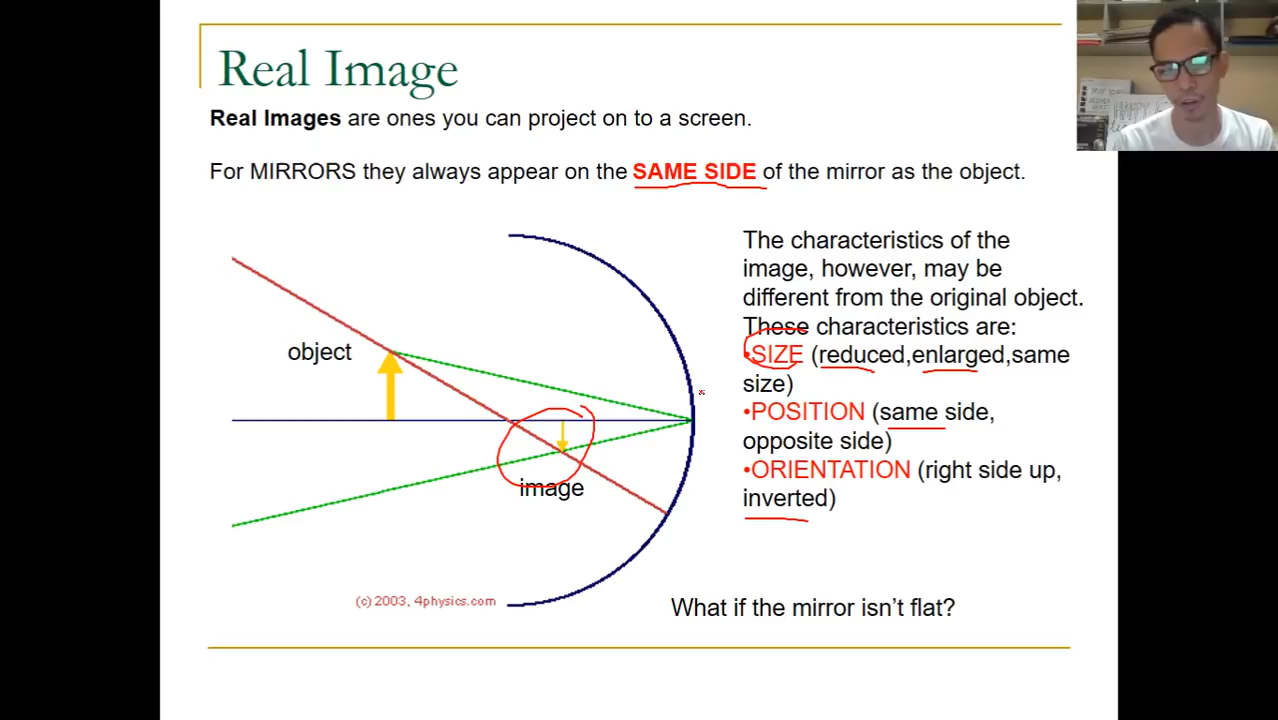 Real Image
Real Images are ones you can project on to a screen.
For MIRRORS they always appear on the SAME SIDE of the mirror as the object.
The characteristics of the
image, however, may be
different from the original object.
These characteristics are:
•SIZE (reduced,enlarged,same
size)
•POSITION (same side,
opposite side)
•ORIENTATION (right side up,
inverted)
object
image
(c) 2003, 4physics.com
What if the mirror isn't flat?